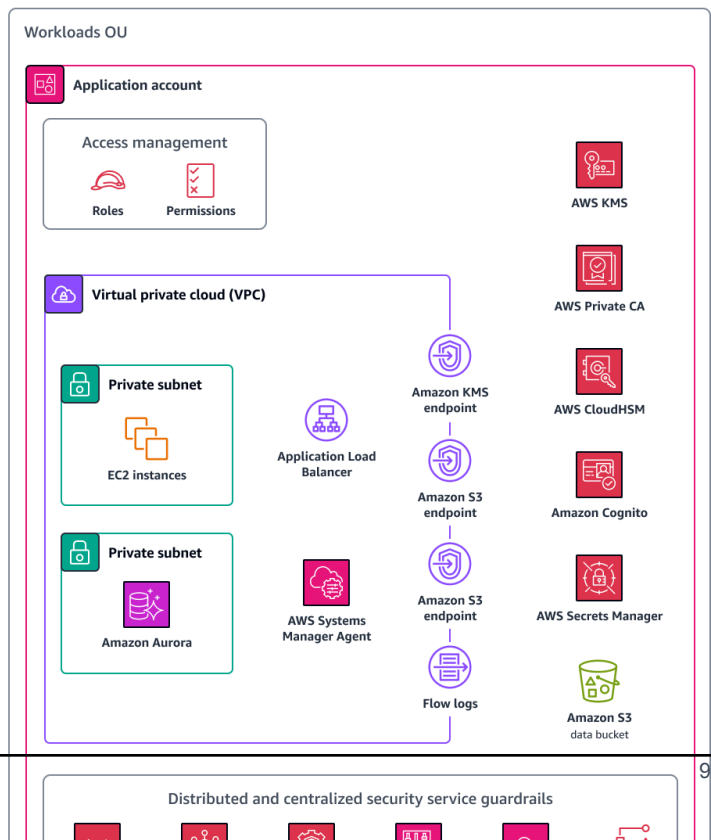 Workloads OU
Application account
Access management
Roles
Permissions
AWS KMS
Virtual private cloud (VPC)
AWS Private CA
Private subnet
EC2 instances
Application Load
Balancer
Amazon KMS
endpoint
AWS CloudHSM
Amazon S3
endpoint
Amazon Cognito
Private subnet
Amazon Aurora
AWS Systems
Manager Agent
Amazon S3
endpoint
AWS Secrets Manager
Flow logs
Amazon S3
data bucket
9
Distributed and centralized security service guardrails